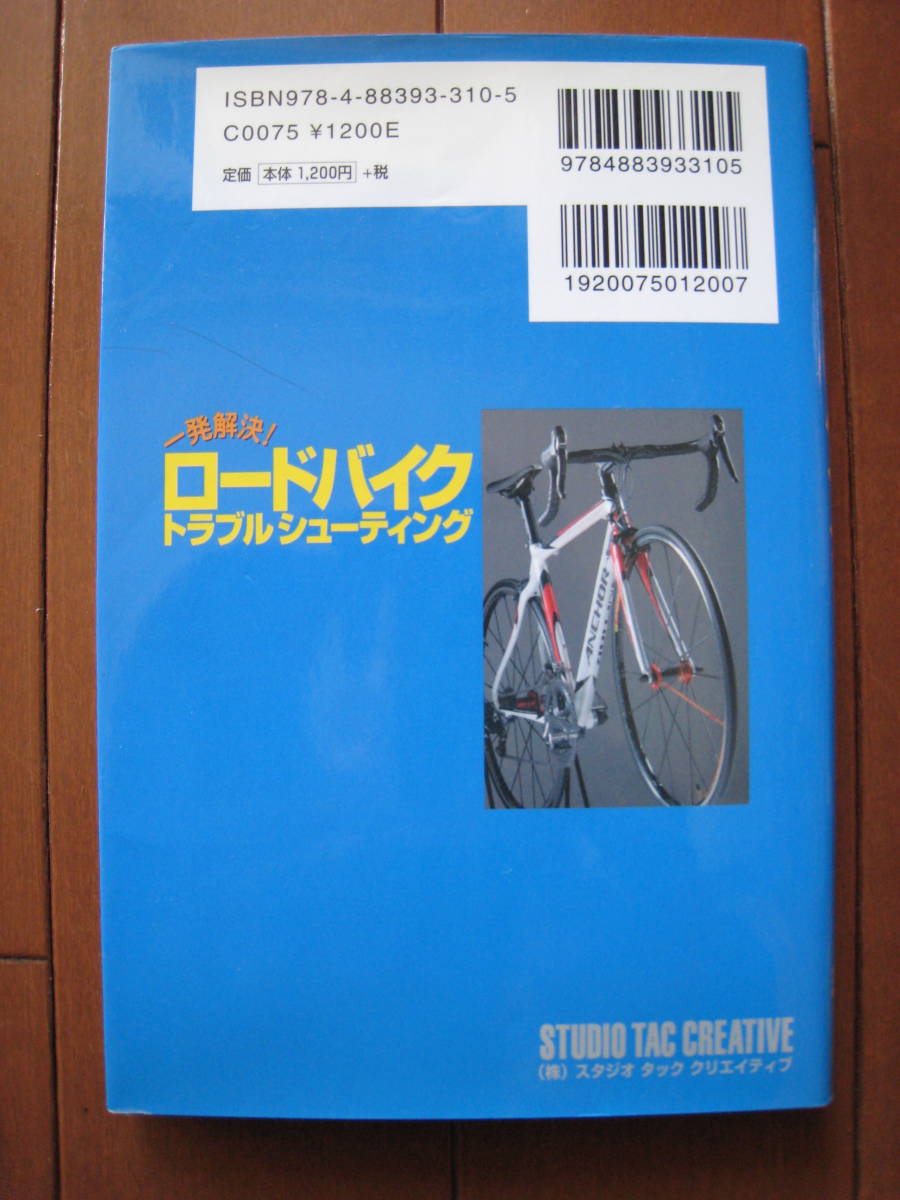 ISBN978-4-88393-310-5
C0075 ¥1200E
定価 本体 1,200円 +税
9784883933105
1920075012007
一発解決!
ロードバイク
トラブルシューティング
ANCHOR
STUDIO TAC CREATIVE
(株) スタジオ タック クリエイティブ